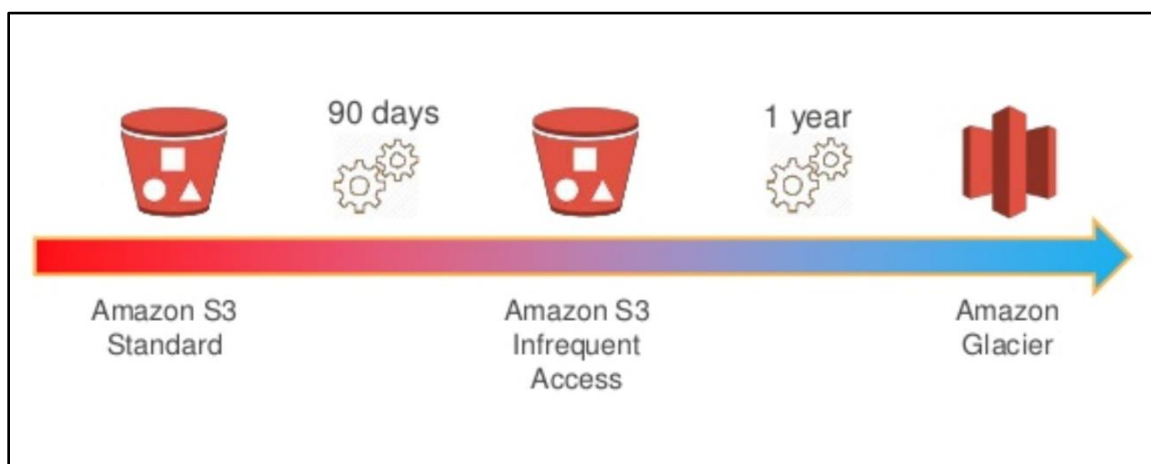 90 days
1 year
Amazon S3
Standard
Amazon S3
Infrequent
Access
Amazon
Glacier